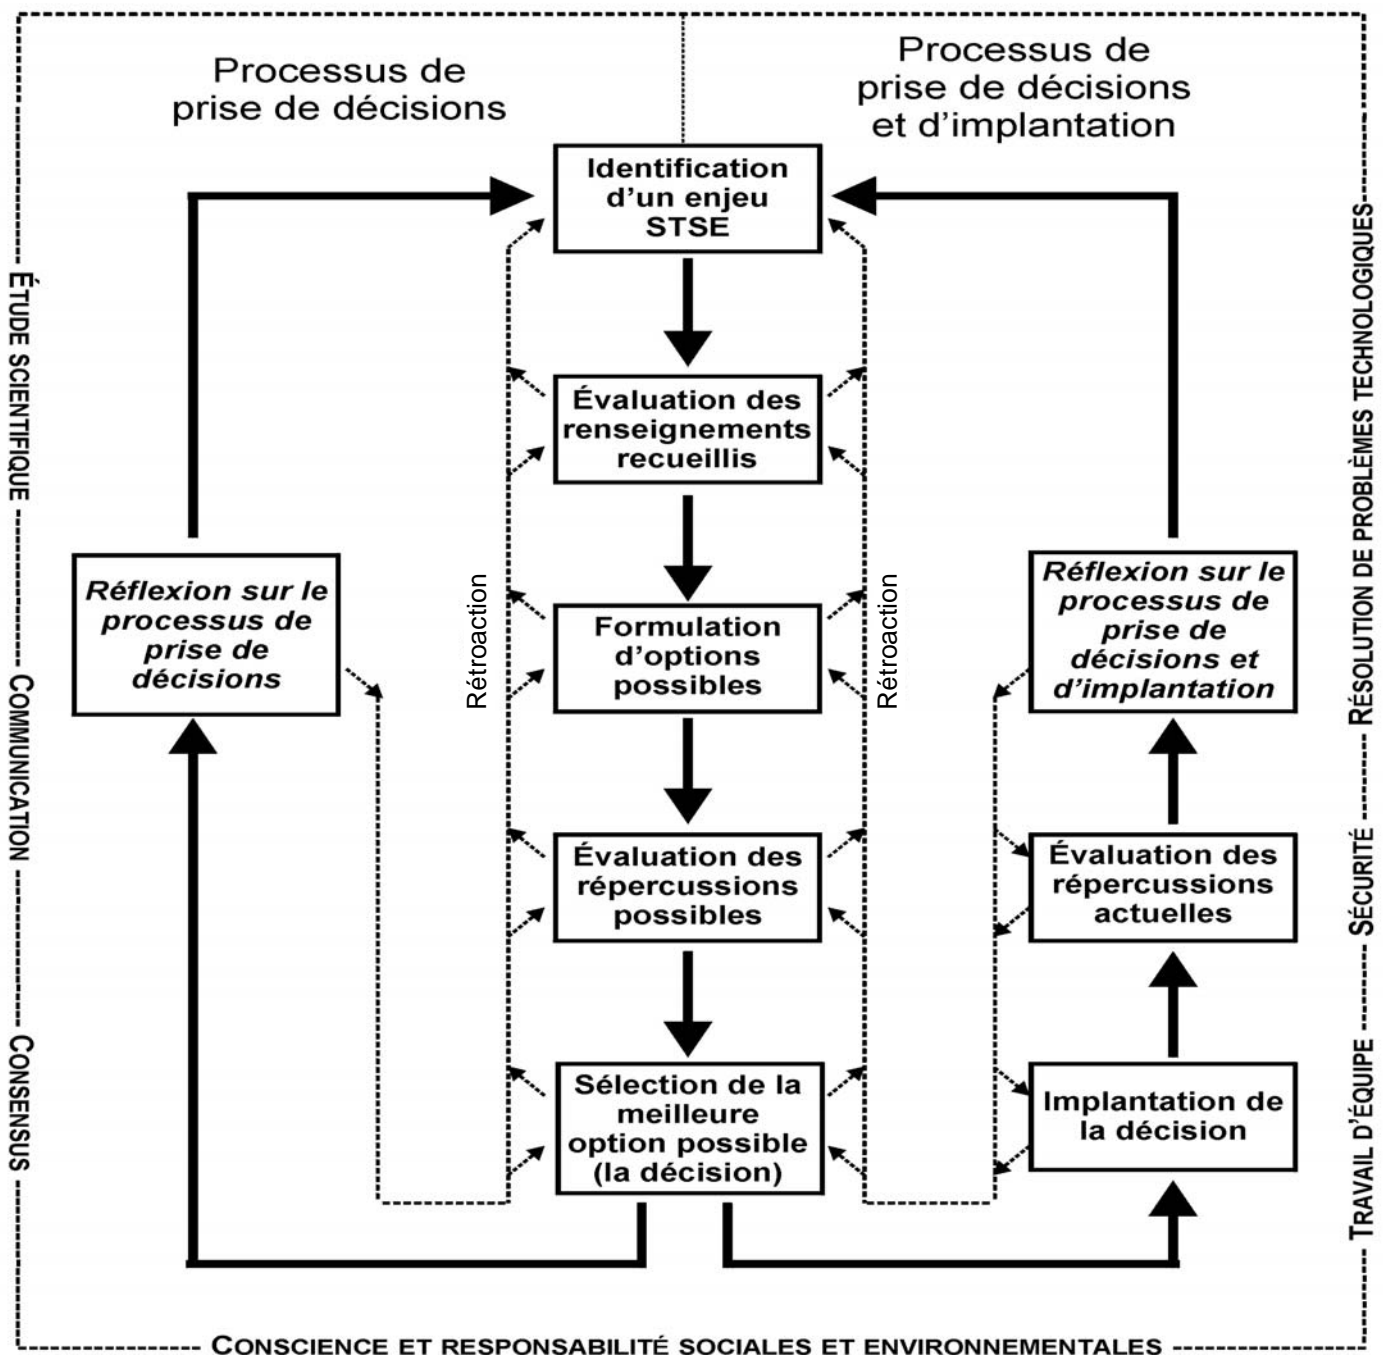 Processus de
prise de décisions
Processus de
prise de décisions
et d'implantation
Identification
d'un enjeu
STSE
Évaluation des
renseignements
recueillis
Formulation
d'options
possibles
Évaluation des
répercussions
possibles
Sélection de la
meilleure
option possible
(la décision)
Réflexion sur le
processus de
prise de
décisions
Rétroaction
Rétroaction
Réflexion sur le
processus de
prise de
décisions et
d'implantation
Évaluation des
répercussions
actuelles
Implantation de
la décision
ÉTUDE SCIENTIFIQUE
COMMUNICATION
CONSENSUS
RÉSOLUTION DE PROBLÈMES TECHNOLOGIQUES
SÉCURITÉ
TRAVAIL D'ÉQUIPE
CONSCIENCE ET RESPONSABILITÉ SOCIALES ET ENVIRONNEMENTALES